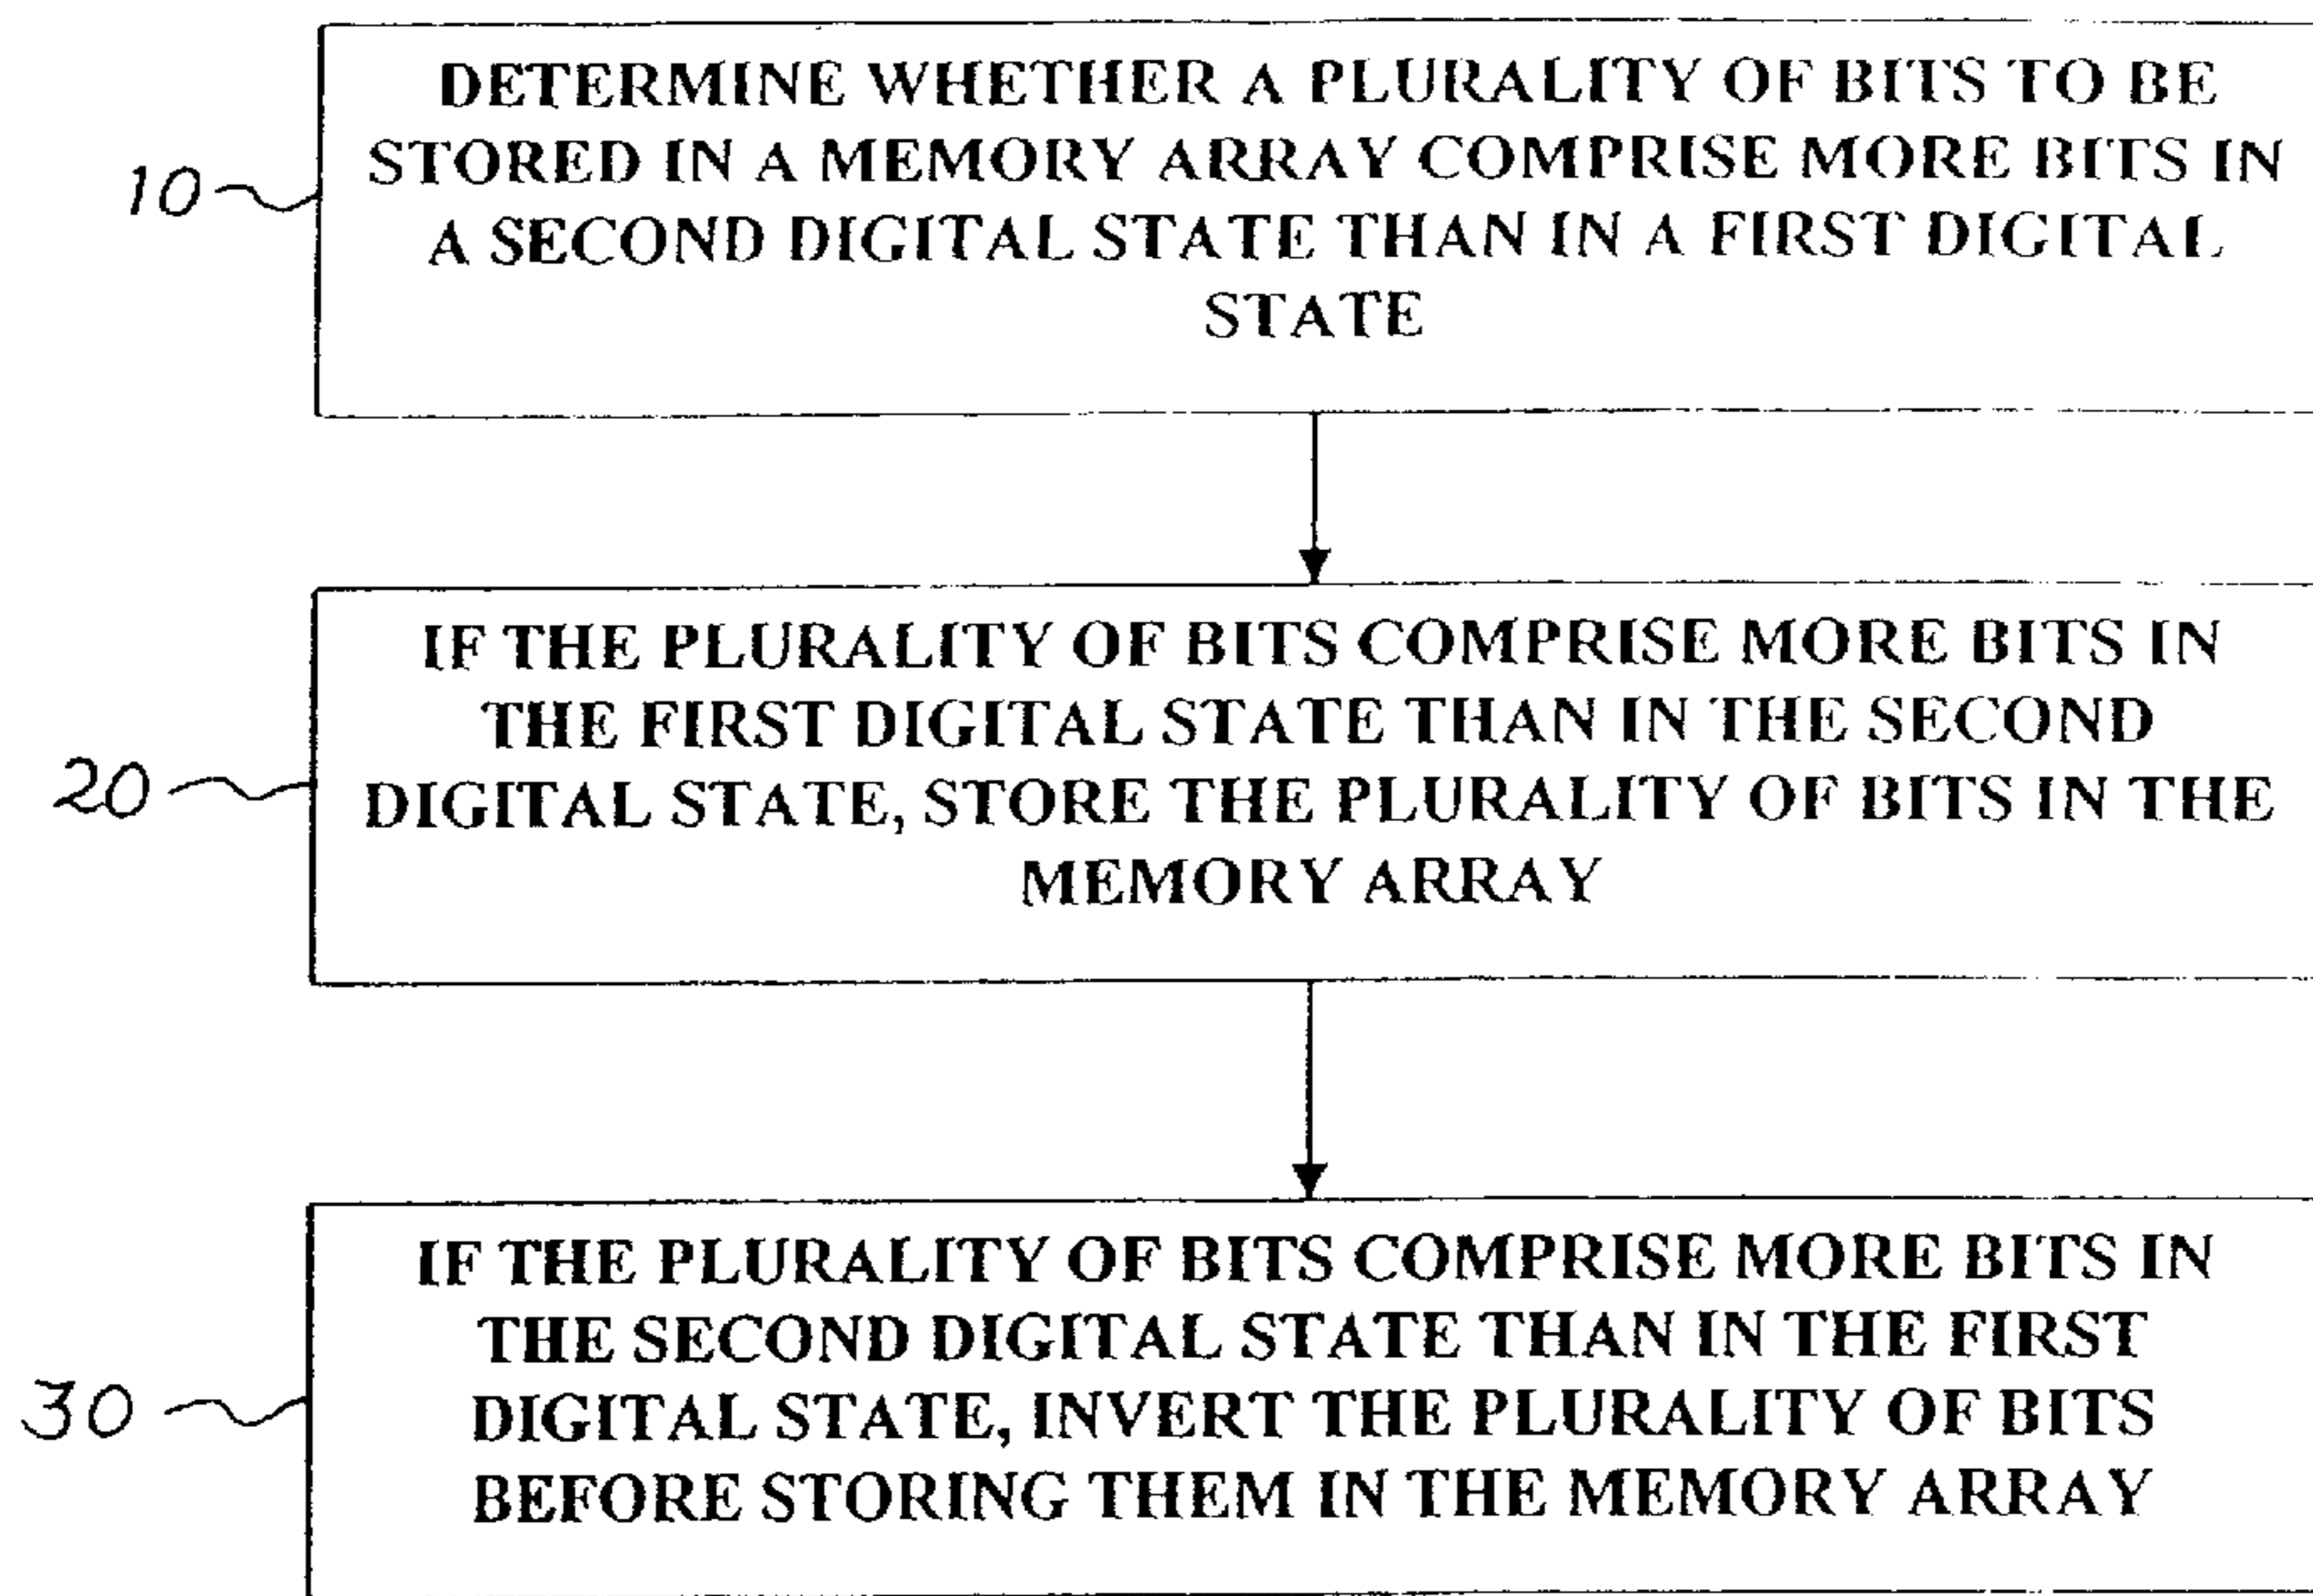 DETERMINE WHETHER A PLURALITY OF BITS TO BE
STORED IN A MEMORY ARRAY COMPRISE MORE BITS IN
A SECOND DIGITAL STATE THAN IN A FIRST DIGITAL
STATE
10
IF THE PLURALITY OF BITS COMPRISE MORE BITS IN
THE FIRST DIGITAL STATE THAN IN THE SECOND
DIGITAL STATE, STORE THE PLURALITY OF BITS IN THE
MEMORY ARRAY
20
IF THE PLURALITY OF BITS COMPRISE MORE BITS IN
THE SECOND DIGITAL STATE THAN IN THE FIRST
DIGITAL STATE, INVERT THE PLURALITY OF BITS
BEFORE STORING THEM IN THE MEMORY ARRAY
30